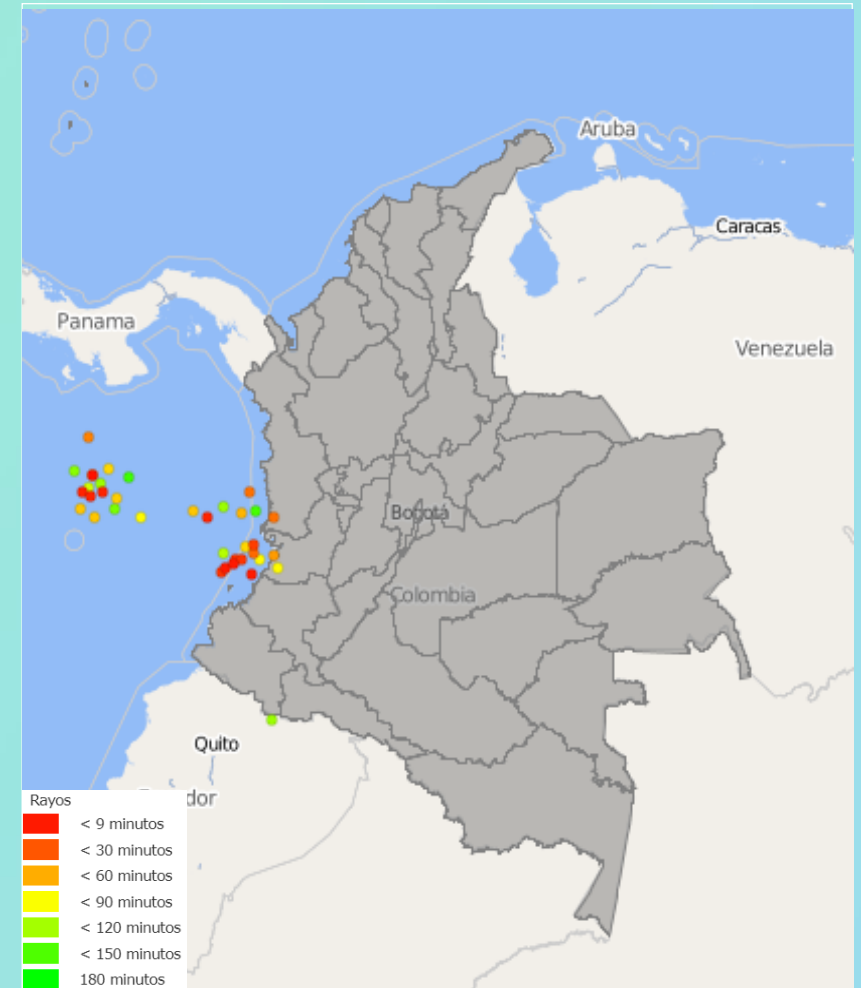 Aruba
Caracas
Panama
Venezuela
Bogotá
Colombia
Quito
dor
Rayos
< 9 minutos
< 30 minutos
< 60 minutos
< 90 minutos
< 120 minutos
< 150 minutos
180 minutos